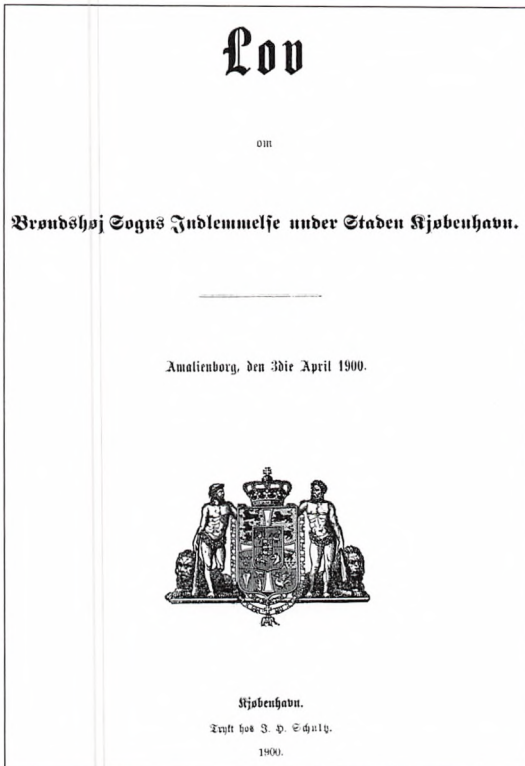 Lov
om
Brøndshøj Sogns Indlemmelse under Staden Kjøbenhavn.
Amalienborg, den 3die April 1900.
Kjøbenhavn.
Trykt hos J. H. Schultz.
1900.